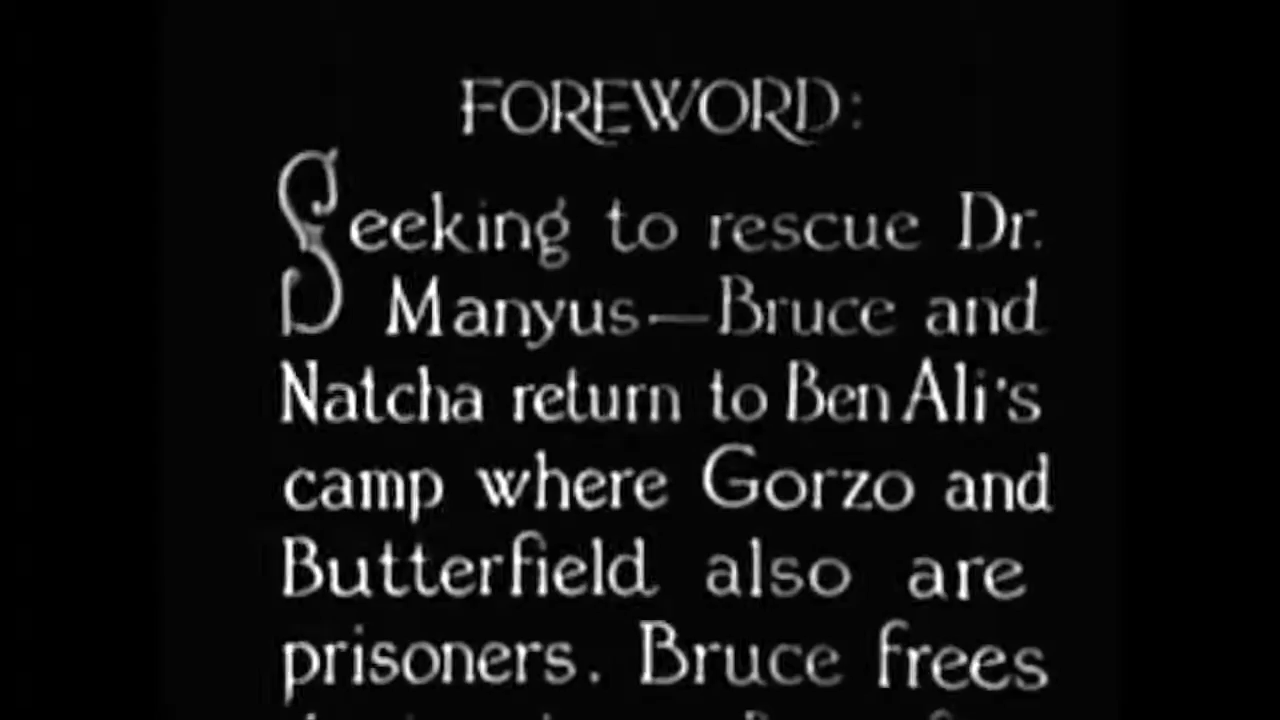 FOREWORD:
Seeking to rescue Dr.
Manyus—Bruce and
Natcha return to Ben Ali's
camp where Gorzo and
Butterfield also are
prisoners. Bruce frees